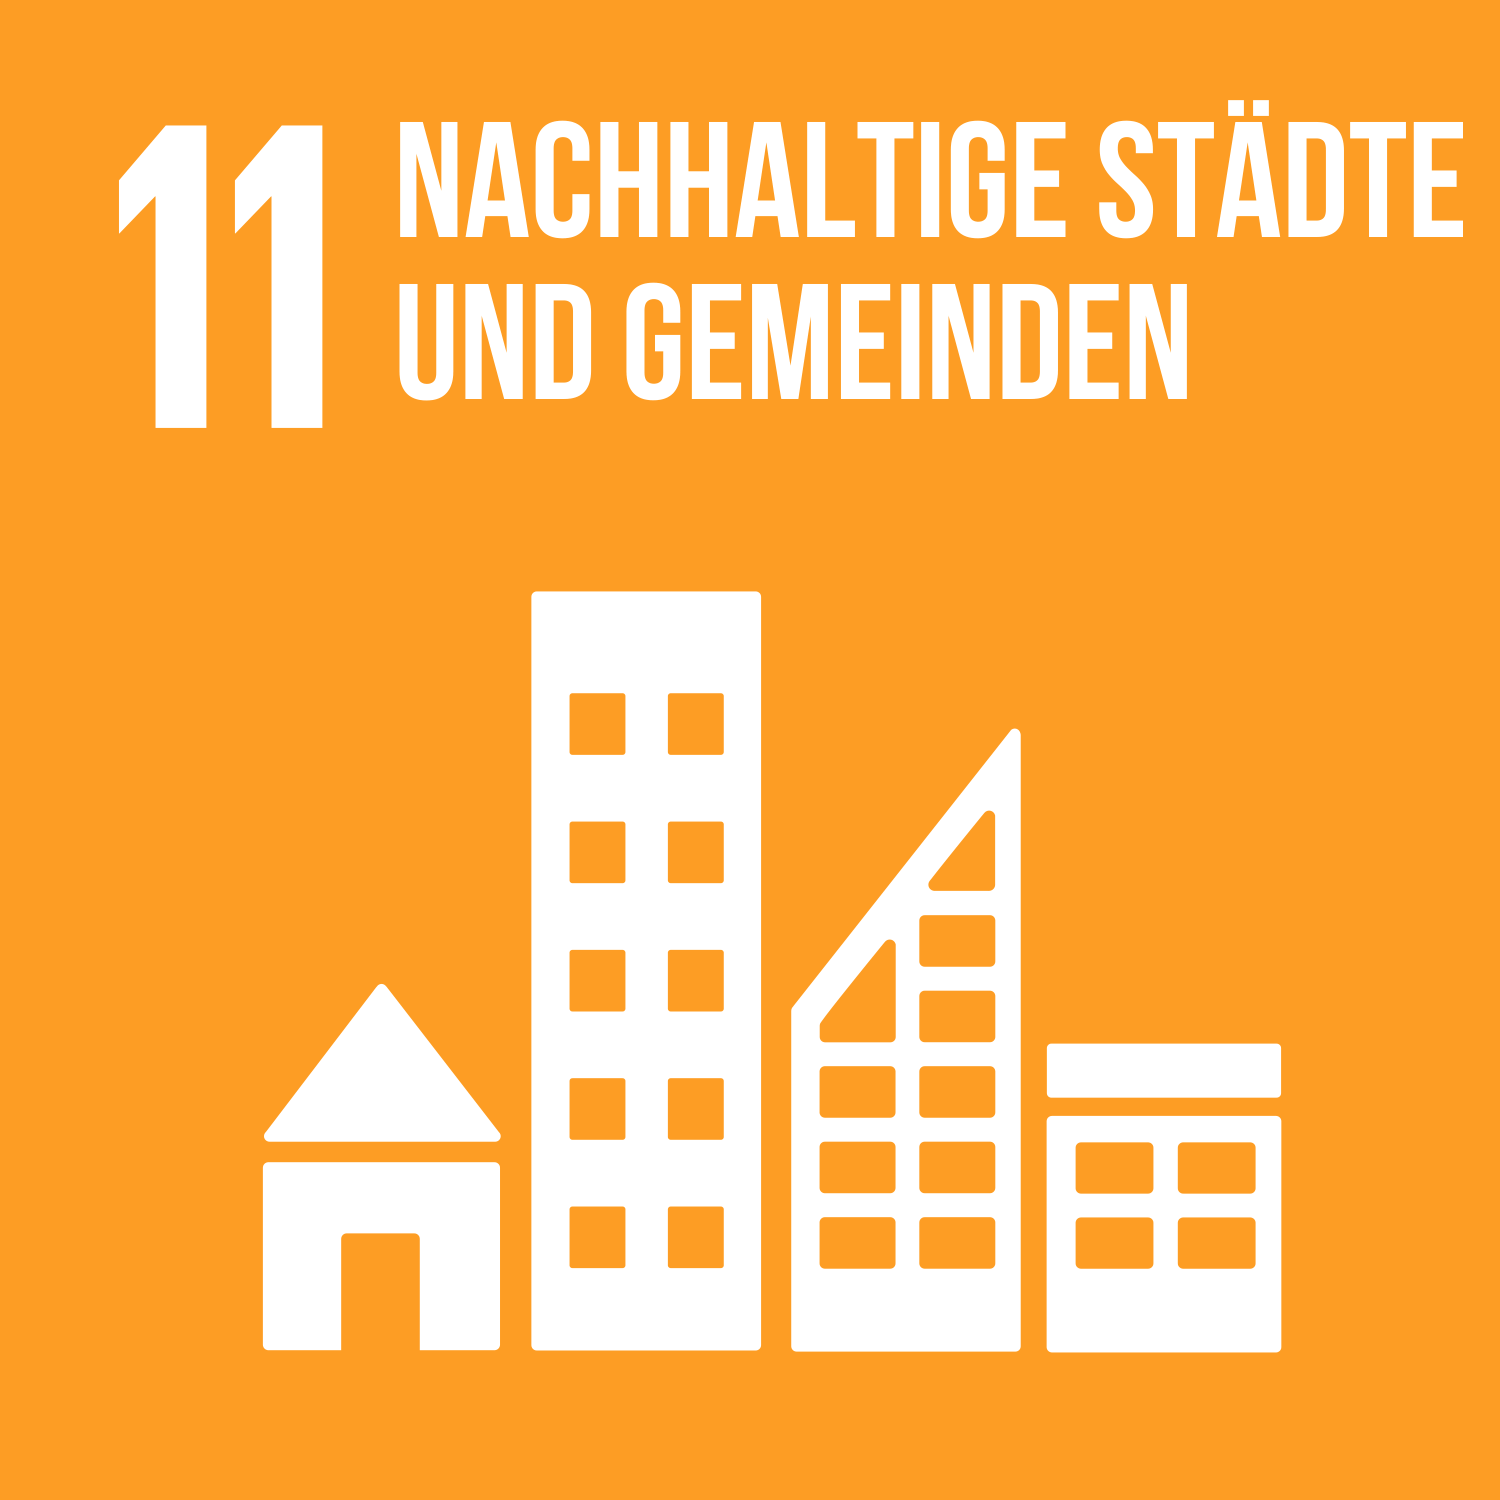 11
NACHHALTIGE STÄDTE
UND GEMEINDEN